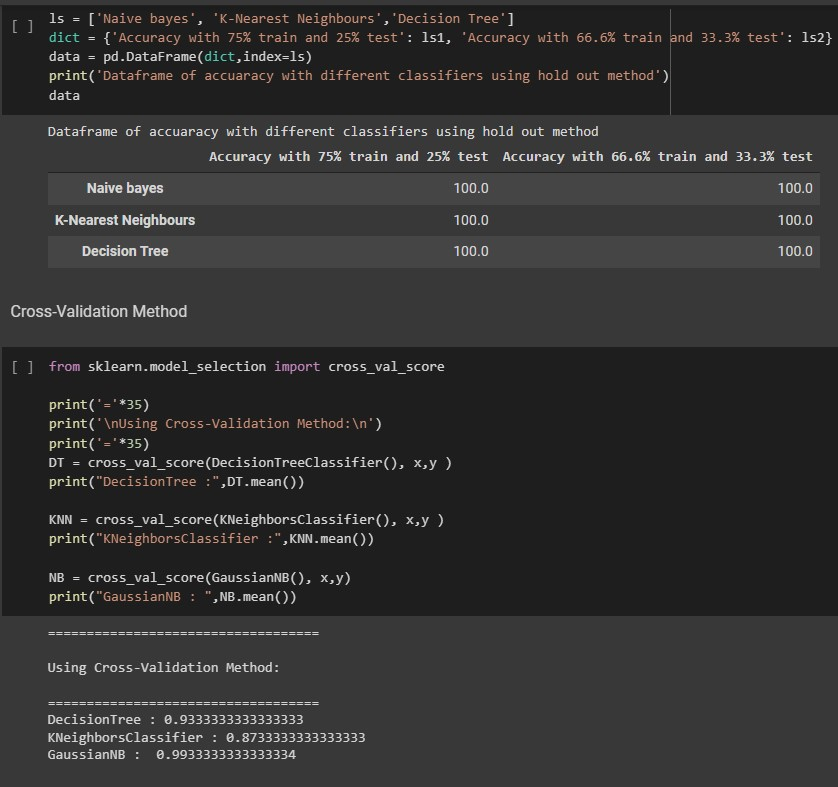 [ ] ls = ['Naive bayes', 'K-Nearest Neighbours','Decision Tree']
dict = {'Accuracy with 75% train and 25% test': ls1, 'Accuracy with 66.6% train and 33.3% test': ls2}
data = pd.DataFrame(dict,index=ls)
print('Dataframe of accuaracy with different classifiers using hold out method')
data
Dataframe of accuaracy with different classifiers using hold out method
Accuracy with 75% train and 25% test Accuracy with 66.6% train and 33.3% test
Naive bayes 100.0 100.0
K-Nearest Neighbours 100.0 100.0
Decision Tree 100.0 100.0
Cross-Validation Method
[ ] from sklearn.model_selection import cross_val_score
print('='*35)
print('\nUsing Cross-Validation Method:\n')
print('='*35)
DT = cross_val_score(DecisionTreeClassifier(), x,y )
print("DecisionTree :",DT.mean())
KNN = cross_val_score(KNeighborsClassifier(), x,y )
print("KNeighborsClassifier :",KNN.mean())
NB = cross_val_score(GaussianNB(), x,y)
print("GaussianNB : ",NB.mean())
===================================
Using Cross-Validation Method:
===================================
DecisionTree : 0.9333333333333333
KNeighborsClassifier : 0.8733333333333333
GaussianNB :  0.9933333333333334